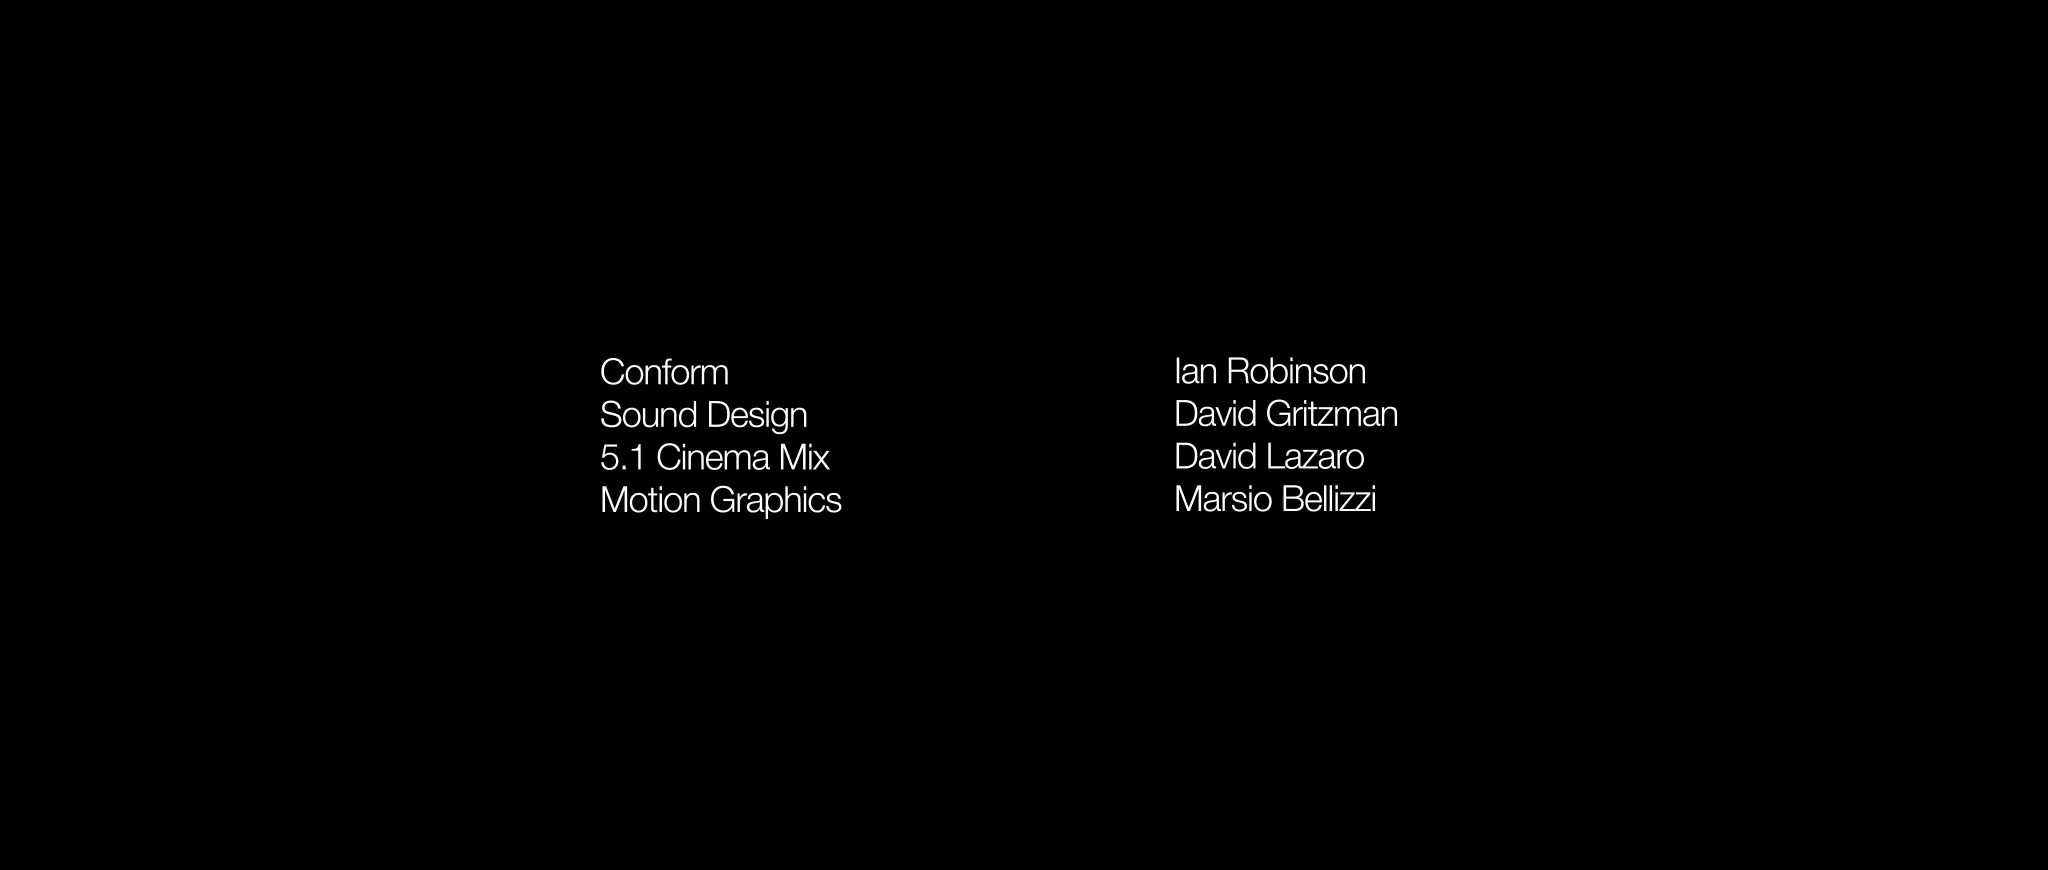 Conform Ian Robinson
Sound Design David Gritzman
5.1 Cinema Mix David Lazaro
Motion Graphics Marsio Bellizzi